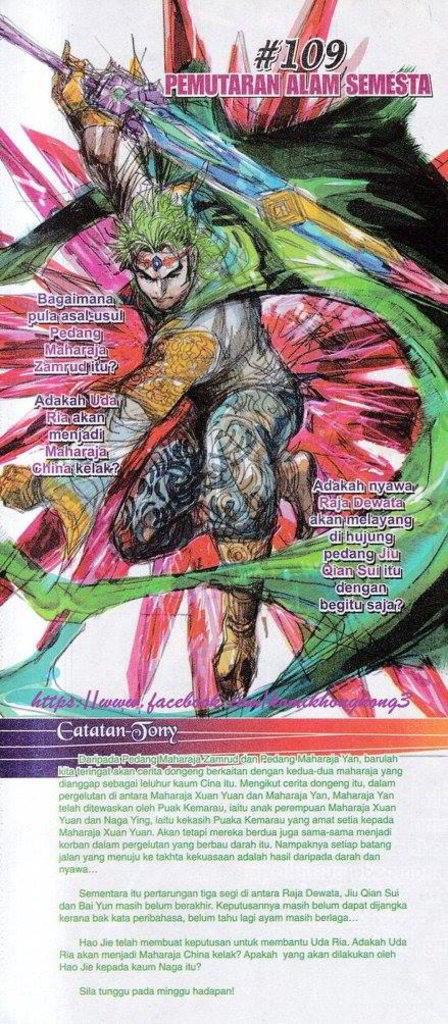 #109
PEMUTARAN ALAM SEMESTA
Bagaimana
pula asal-usul
Pedang
Maharaja
Zamrud itu?
Adakah Uda
Ria akan
menjadi
Maharaja
China kelak?
Adakah nyawa
Raja Dewata
akan melayang
di hujung
pedang Jiu
Qian Sui itu
dengan
begitu saja?
https://www.facebook.com/komikhongkong3
Catatan-Tony
Daripada Pedang Maharaja Zamrud dan Pedang Maharaja Yan, barulah
kita teringat akan cerita dongeng berkaitan dengan kedua-dua maharaja yang
dianggap sebagai leluhur kaum Cina itu. Mengikut cerita dongeng itu, dalam
pergelutan di antara Maharaja Xuan Yuan dan Maharaja Yan, Maharaja Yan
telah ditewaskan oleh Puak Kemarau, iaitu anak perempuan Maharaja Xuan
Yuan dan Naga Ying, iaitu kekasih Puaka Kemarau yang amat setia kepada
Maharaja Xuan Yuan. Akan tetapi mereka berdua juga sama-sama menjadi
korban dalam pergelutan yang berbau darah itu. Nampaknya setiap batang
jalan yang menuju ke takhta kekuasaan adalah hasil daripada darah dan
nyawa...
Sementara itu pertarungan tiga segi di antara Raja Dewata, Jiu Qian Sui
dan Bai Yun masih belum berakhir. Keputusannya masih belum dapat dijangka
kerana bak kata peribahasa, belum tahu lagi ayam masih berlaga...
Hao Jie telah membuat keputusan untuk membantu Uda Ria. Adakah Uda
Ria akan menjadi Maharaja China kelak? Apakah yang akan dilakukan oleh
Hao Jie kepada kaum Naga itu?
Sila tunggu pada minggu hadapan!